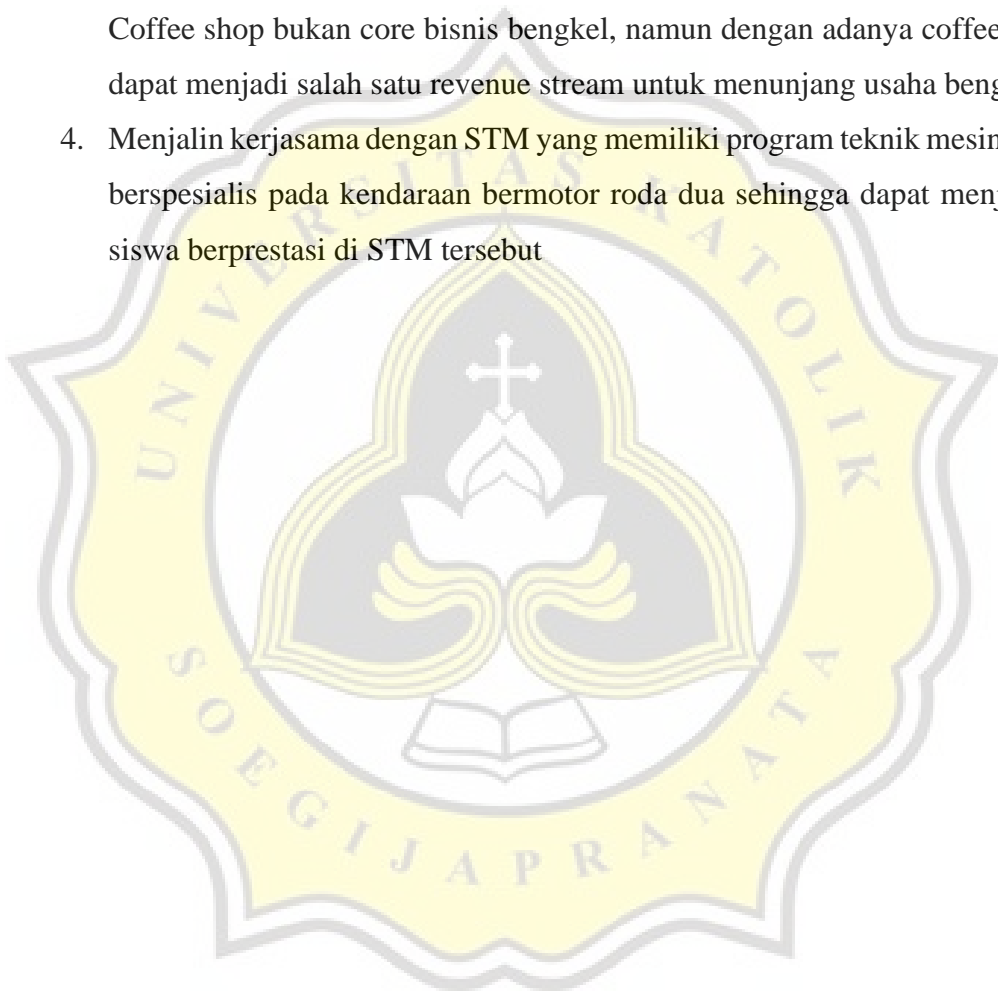 Coffee shop bukan core bisnis bengkel, namun dengan adanya coffee
dapat menjadi salah satu revenue stream untuk menunjang usaha
4. Menjalin kerjasama dengan STM yang memiliki program teknik mesin
berspesialis pada kendaraan bermotor roda dua sehingga dapat
siswa berprestasi di STM tersebut
UNIVERSITAS KATOLIK
SOEGIJAPRANATA